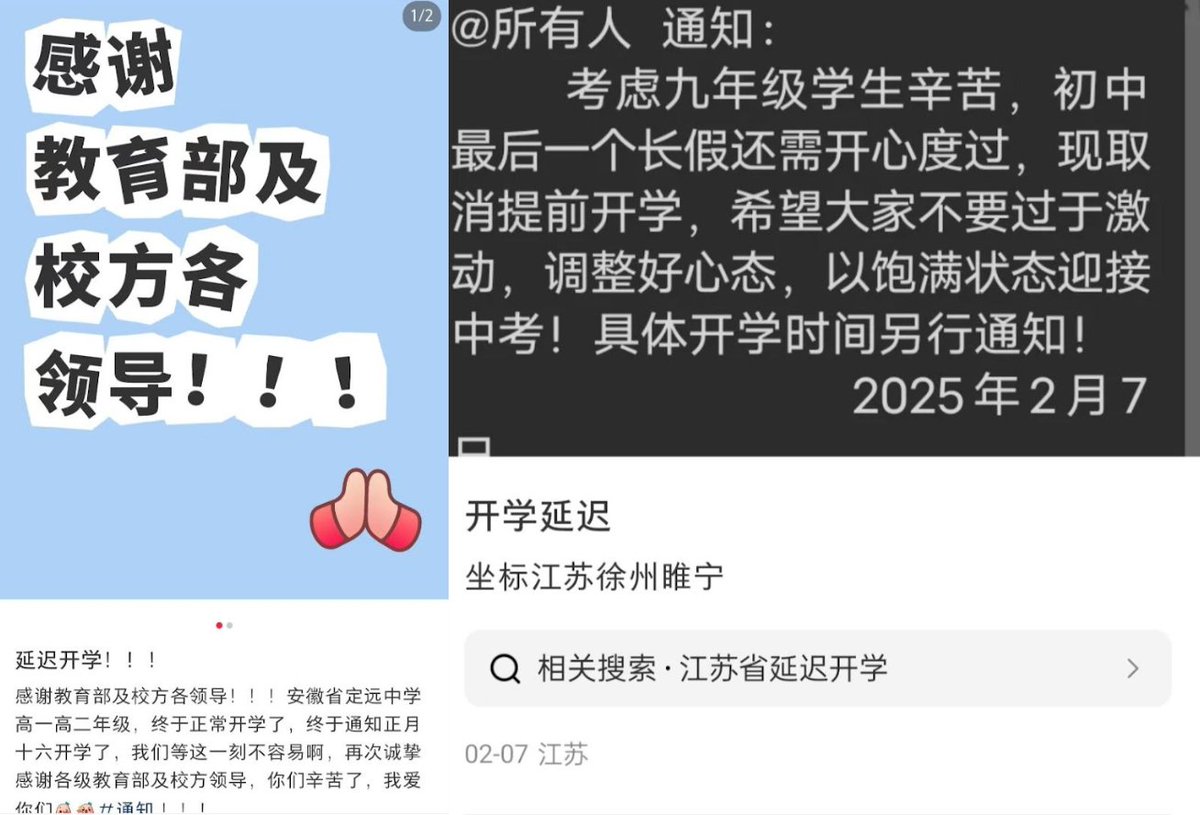 1/2
感谢
教育部及
校方各
领导！！！
延迟开学！！！
感谢教育部及校方各领导！！！安徽省定远中学
高一高二年级，终于正常开学了，终于通知正月
十六开学了，我们等这一刻不容易啊，再次诚挚
感谢各级教育部及校方领导，你们辛苦了，我爱
你们 #通知！！！
@所有人 通知：
考虑九年级学生辛苦，初中
最后一个长假还需开心度过，现取
消提前开学，希望大家不要过于激
动，调整好心态，以饱满状态迎接
中考！具体开学时间另行通知！
2025年2月7
日
开学延迟
坐标江苏徐州睢宁
相关搜索·江苏省延迟开学
02-07 江苏